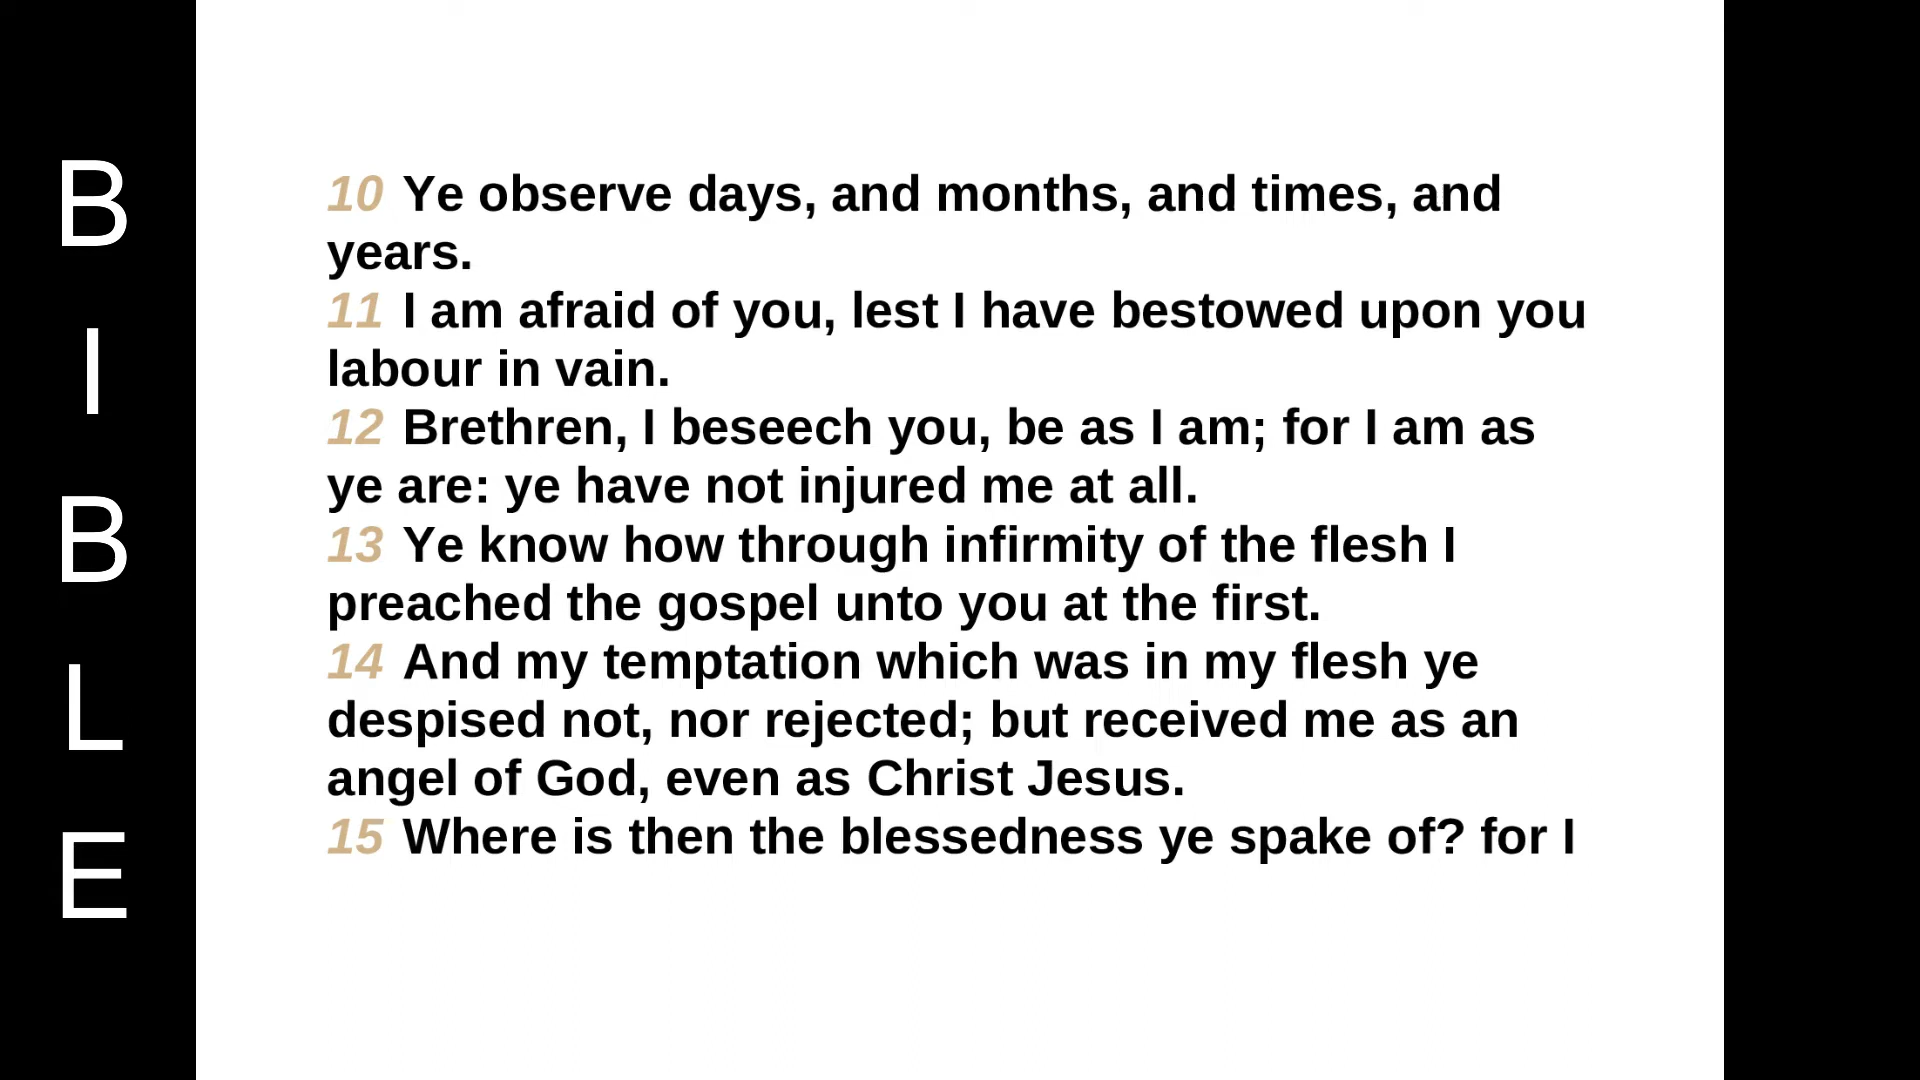 B
I
B
L
E
10 Ye observe days, and months, and times, and
years.
11 I am afraid of you, lest I have bestowed upon you
labour in vain.
12 Brethren, I beseech you, be as I am; for I am as
ye are: ye have not injured me at all.
13 Ye know how through infirmity of the flesh I
preached the gospel unto you at the first.
14 And my temptation which was in my flesh ye
despised not, nor rejected; but received me as an
angel of God, even as Christ Jesus.
15 Where is then the blessedness ye spake of? for I